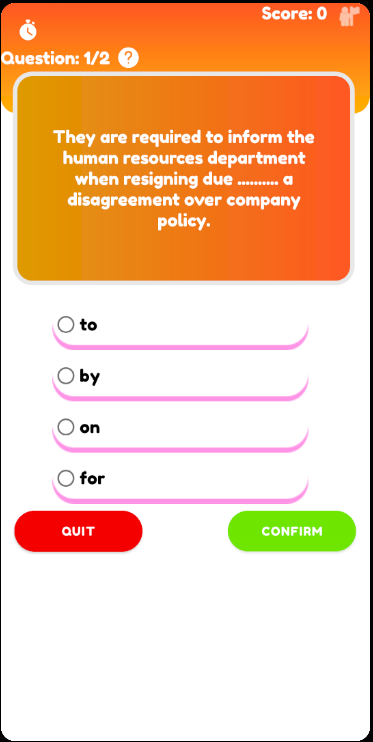 Score: 0
Question: 1/2 ?
They are required to inform the
human resources department
when resigning due .......... a
disagreement over company
policy.
to
by
on
for
QUIT CONFIRM